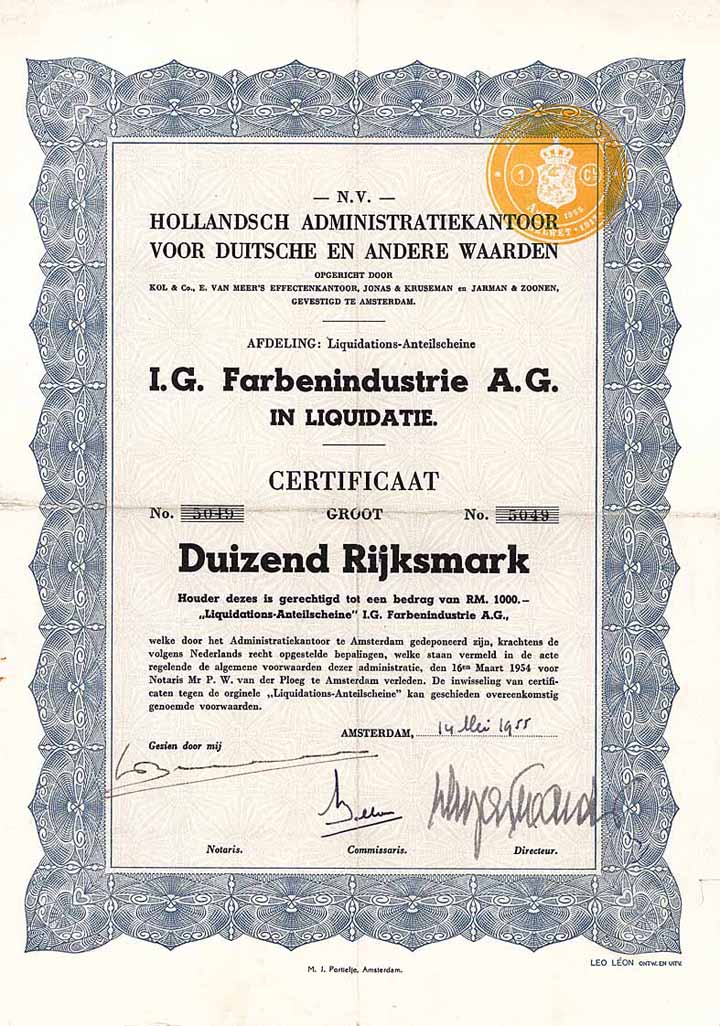 — N.V. —
HOLLANDSCH ADMINISTRATIEKANTOOR
VOOR DUITSCHE EN ANDERE WAARDEN
OPGERICHT DOOR
KOL & Co., E. VAN MEER'S EFFECTENKANTOOR, JONAS & KRUSEMAN en JARMAN & ZOONEN,
GEVESTIGD TE AMSTERDAM.
1 Ct
1955
AFDELING: Liquidations-Anteilscheine
I.G. Farbenindustrie A.G.
IN LIQUIDATIE.
CERTIFICAAT
No. 5049 GROOT No. 5049
Duizend Rijksmark
Houder dezes is gerechtigd tot een bedrag van RM. 1000.–
„Liquidations-Anteilscheine" I.G. Farbenindustrie A.G.,
welke door het Administratiekantoor te Amsterdam gedeponeerd zijn, krachtens de
volgens Nederlands recht opgestelde bepalingen, welke staan vermeld in de acte
regelende de algemene voorwaarden dezer administratie, den 16en Maart 1954 voor
Notaris Mr P. W. van der Ploeg te Amsterdam verleden. De inwisseling van certifi-
caten tegen de orginele „Liquidations-Anteilscheine" kan geschieden overeenkomstig
genoemde voorwaarden.
AMSTERDAM, 14 Mei 1955
Gezien door mij
Notaris. Commissaris. Directeur.
LEO LÉON ONTW. EN UITV.
M. J. Portielje, Amsterdam.